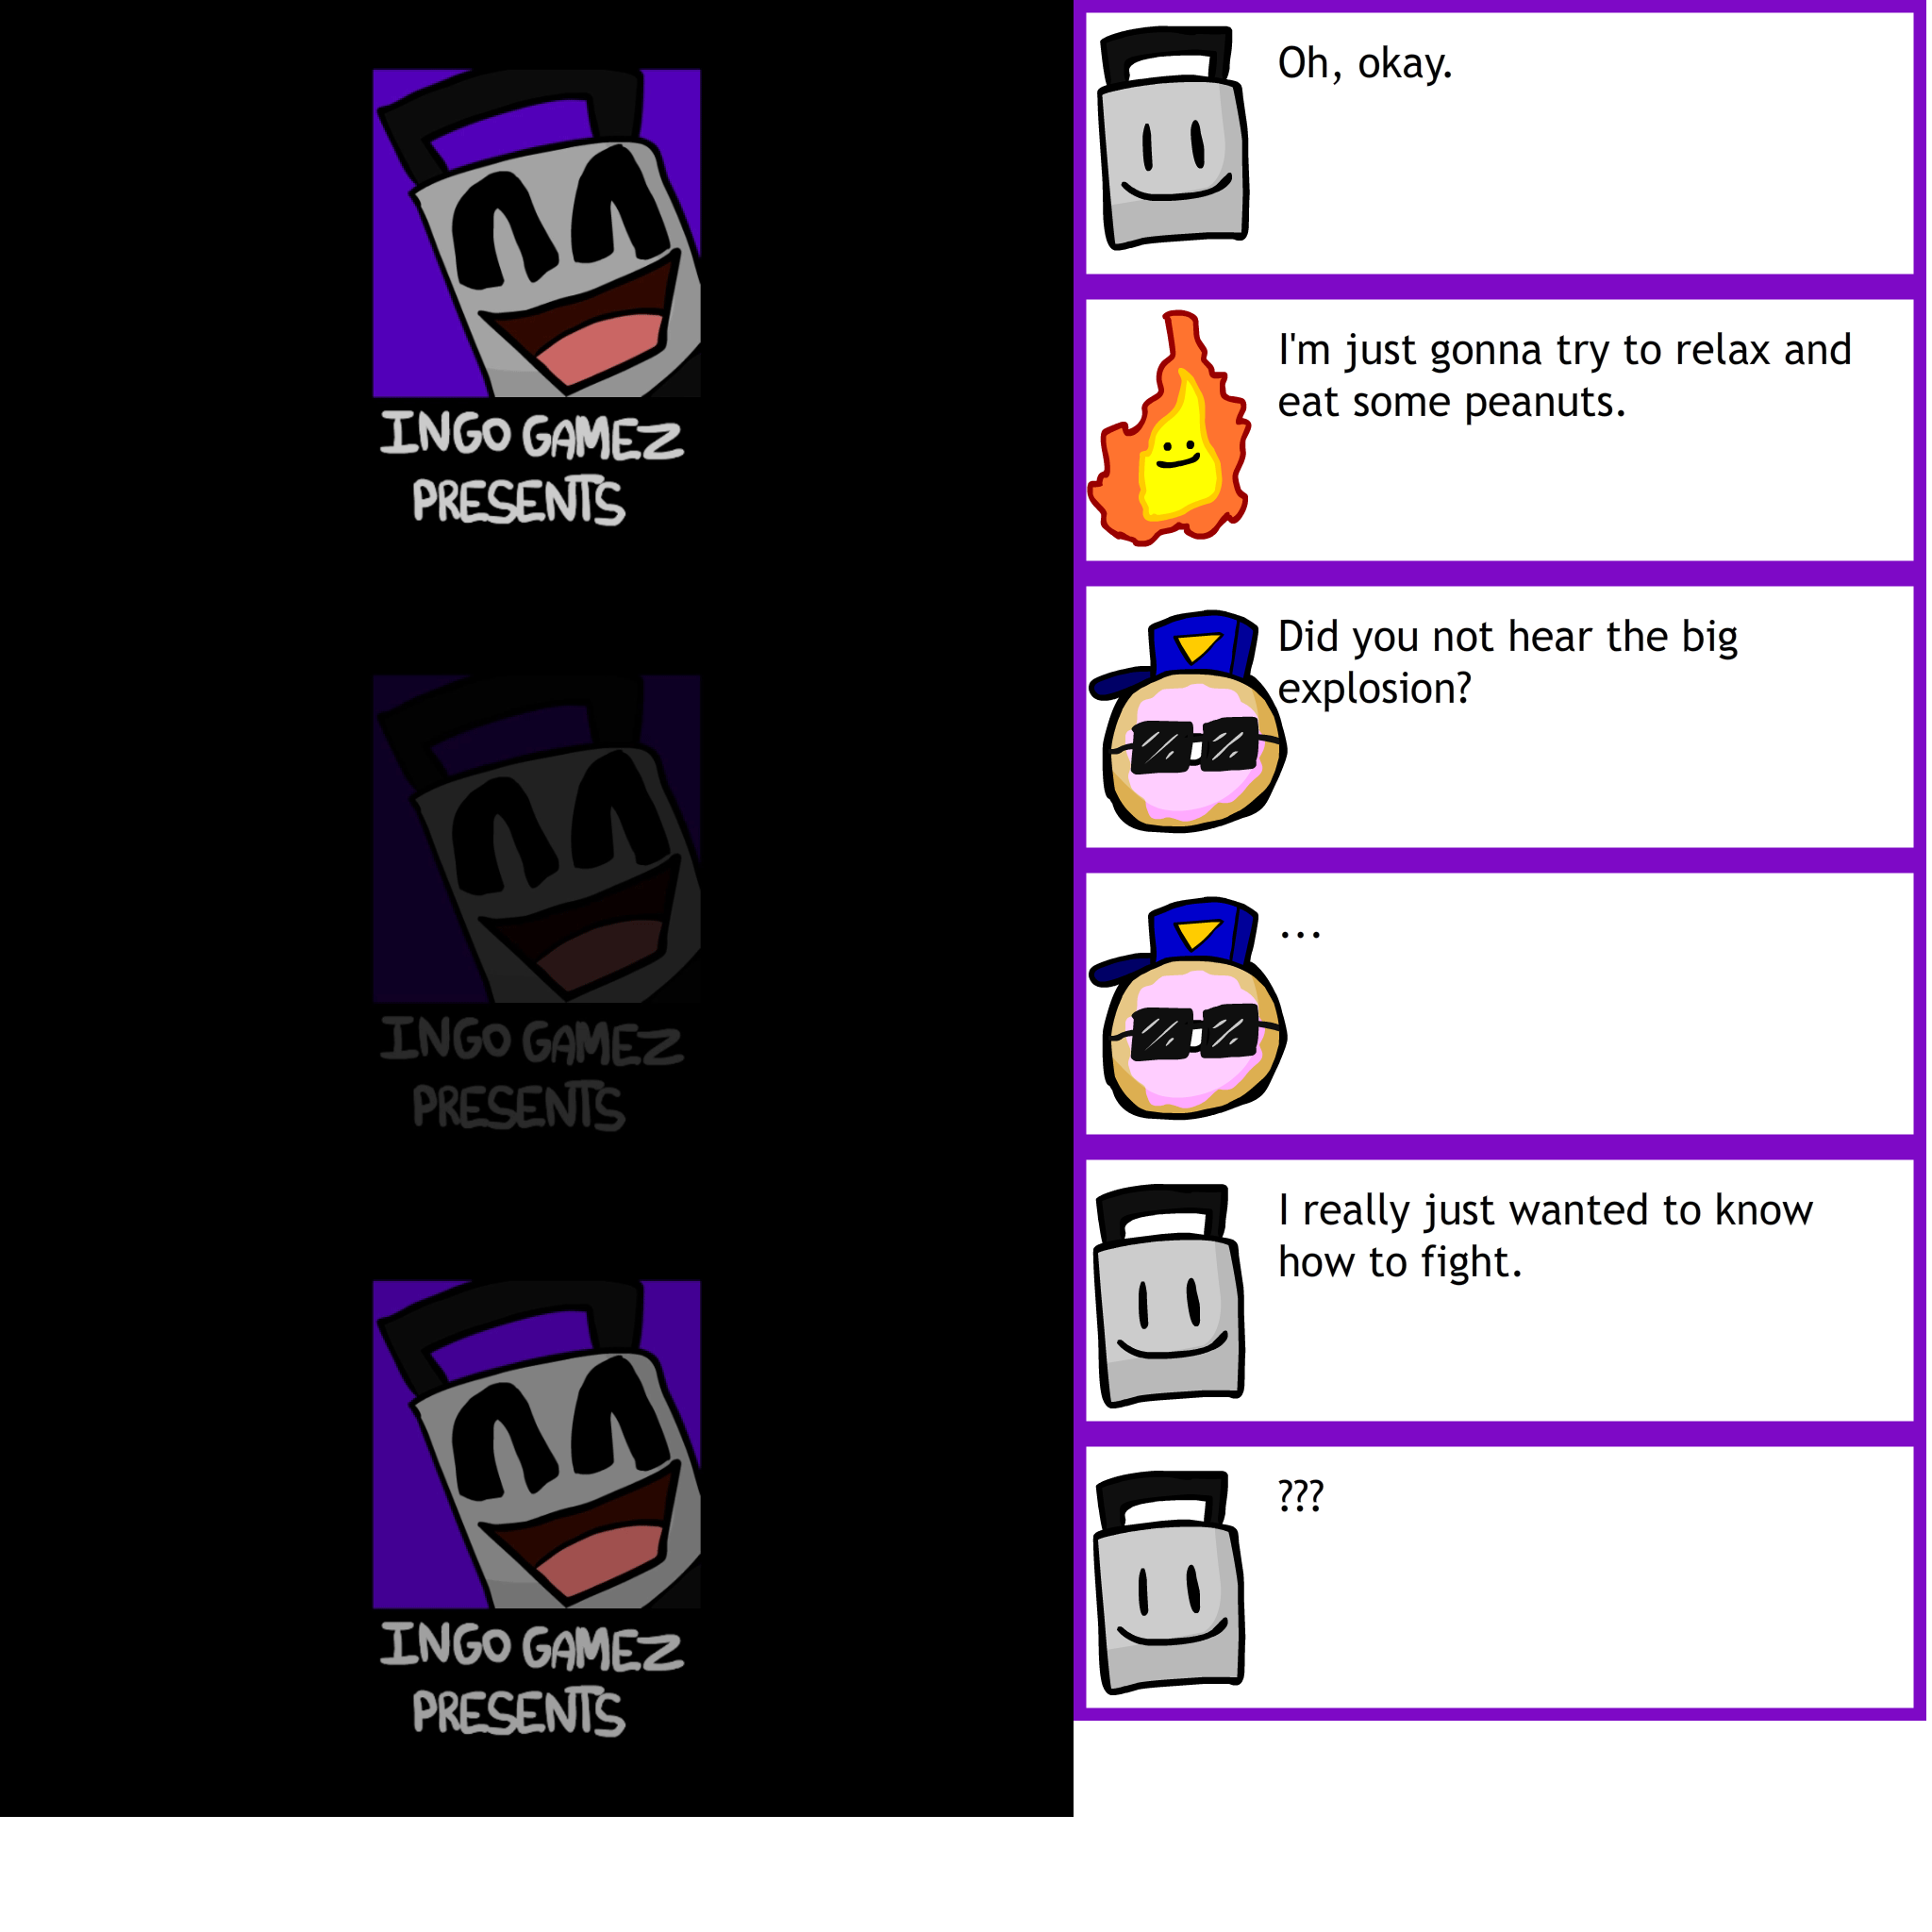 INGO GAMEZ
PRESENTS
INGO GAMEZ
PRESENTS
INGO GAMEZ
PRESENTS
Oh, okay.
I'm just gonna try to relax and
eat some peanuts.
Did you not hear the big
explosion?
...
I really just wanted to know
how to fight.
???